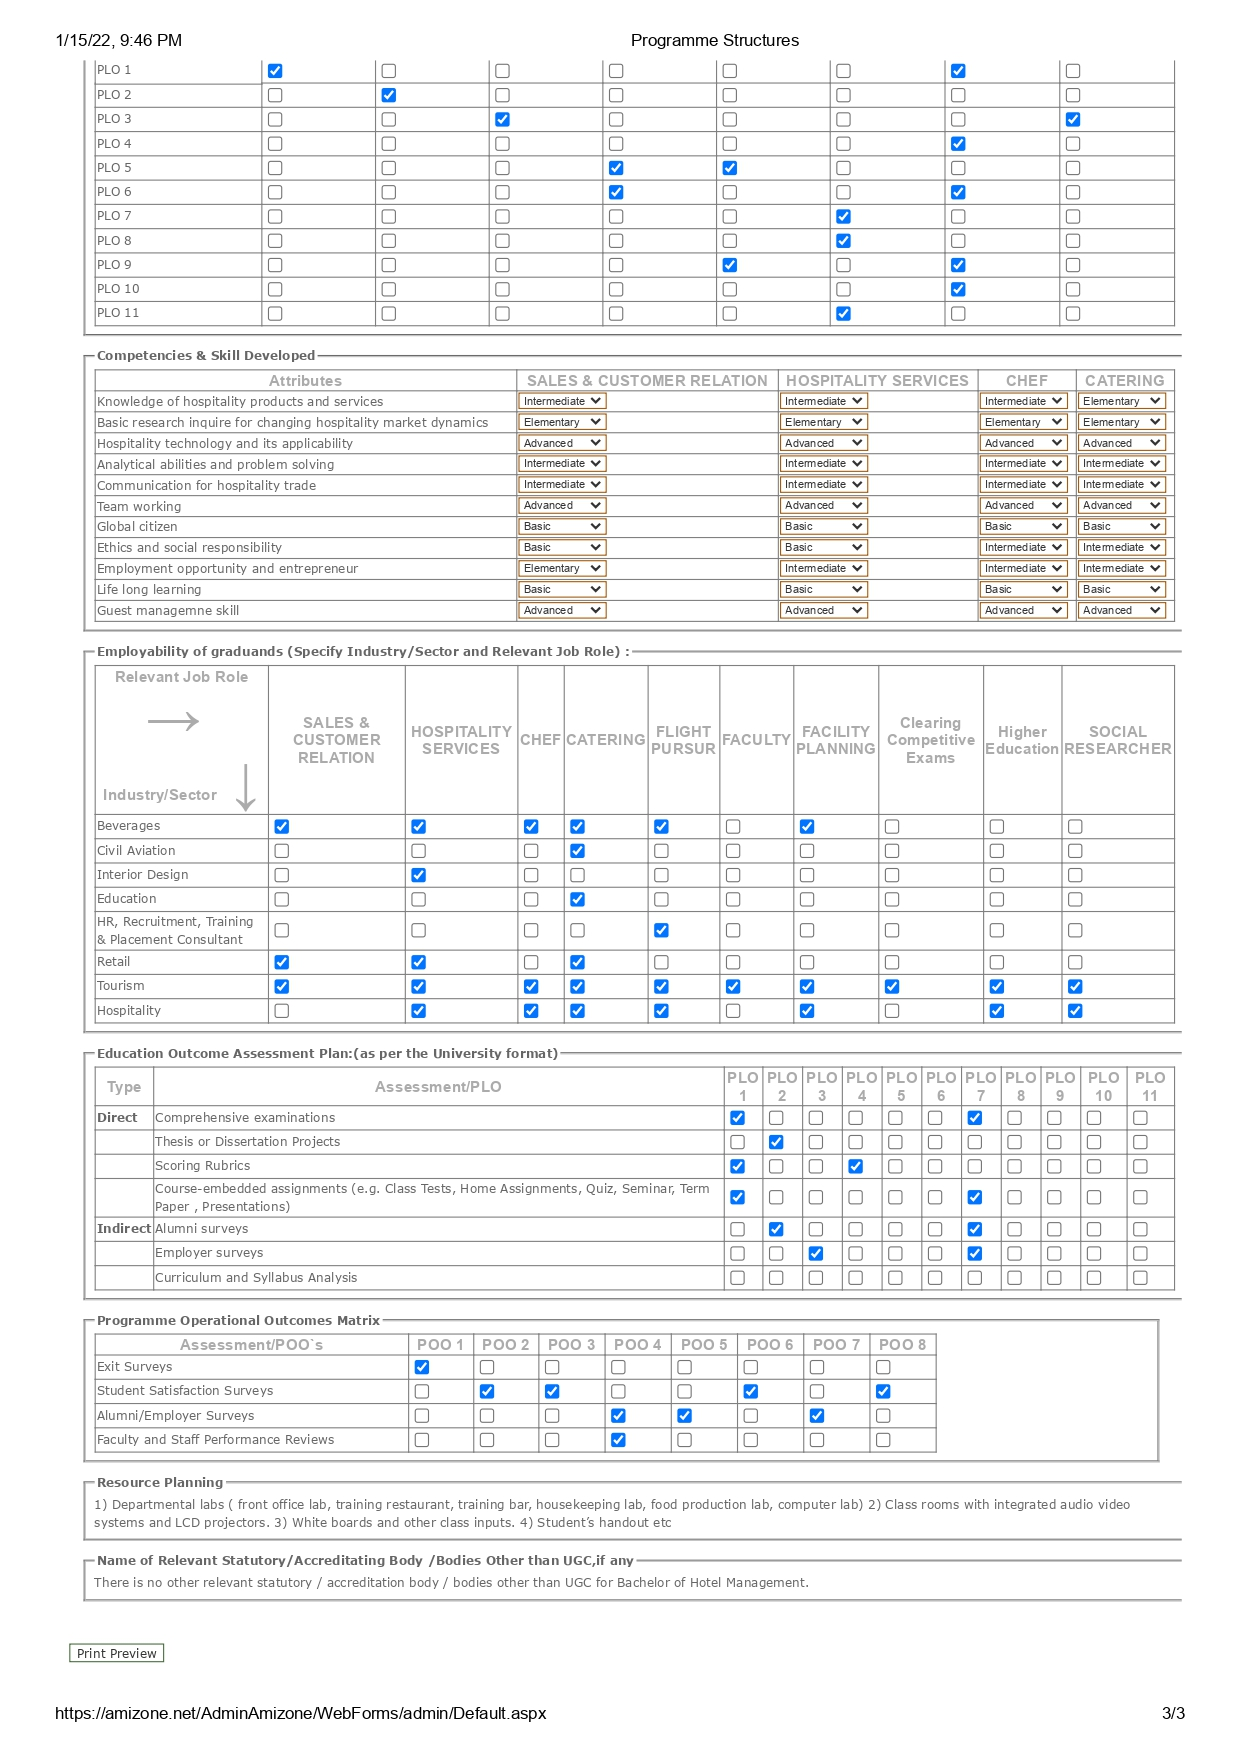 1/15/22, 9:46 PM Programme Structures
PLO 1
PLO 2
PLO 3
PLO 4
PLO 5
PLO 6
PLO 7
PLO 8
PLO 9
PLO 10
PLO 11
Competencies & Skill Developed
Attributes SALES & CUSTOMER RELATION HOSPITALITY SERVICES CHEF CATERING
Knowledge of hospitality products and services Intermediate Intermediate Intermediate Elementary
Basic research inquire for changing hospitality market dynamics Elementary Elementary Elementary Elementary
Hospitality technology and its applicability Advanced Advanced Advanced Advanced
Analytical abilities and problem solving Intermediate Intermediate Intermediate Intermediate
Communication for hospitality trade Intermediate Intermediate Intermediate Intermediate
Team working Advanced Advanced Advanced Advanced
Global citizen Basic Basic Basic Basic
Ethics and social responsibility Basic Basic Intermediate Intermediate
Employment opportunity and entrepreneur Elementary Intermediate Intermediate Intermediate
Life long learning Basic Basic Basic Basic
Guest managemne skill Advanced Advanced Advanced Advanced
Employability of graduands (Specify Industry/Sector and Relevant Job Role) :
Relevant Job Role
Industry/Sector
SALES &
CUSTOMER
RELATION
HOSPITALITY
SERVICES
CHEF
CATERING
FLIGHT
PURSUR
FACULTY
FACILITY
PLANNING
Clearing
Competitive
Exams
Higher
Education
SOCIAL
RESEARCHER
Beverages
Civil Aviation
Interior Design
Education
HR, Recruitment, Training
& Placement Consultant
Retail
Tourism
Hospitality
Education Outcome Assessment Plan:(as per the University format)
Type Assessment/PLO PLO 1 PLO 2 PLO 3 PLO 4 PLO 5 PLO 6 PLO 7 PLO 8 PLO 9 PLO 10 PLO 11
Direct Comprehensive examinations
Thesis or Dissertation Projects
Scoring Rubrics
Course-embedded assignments (e.g. Class Tests, Home Assignments, Quiz, Seminar, Term
Paper , Presentations)
Indirect Alumni surveys
Employer surveys
Curriculum and Syllabus Analysis
Programme Operational Outcomes Matrix
Assessment/POO`s POO 1 POO 2 POO 3 POO 4 POO 5 POO 6 POO 7 POO 8
Exit Surveys
Student Satisfaction Surveys
Alumni/Employer Surveys
Faculty and Staff Performance Reviews
Resource Planning
1) Departmental labs ( front office lab, training restaurant, training bar, housekeeping lab, food production lab, computer lab) 2) Class rooms with integrated audio video
systems and LCD projectors. 3) White boards and other class inputs. 4) Student’s handout etc
Name of Relevant Statutory/Accreditating Body /Bodies Other than UGC,if any
There is no other relevant statutory / accreditation body / bodies other than UGC for Bachelor of Hotel Management.
Print Preview
https://amizone.net/AdminAmizone/WebForms/admin/Default.aspx 3/3